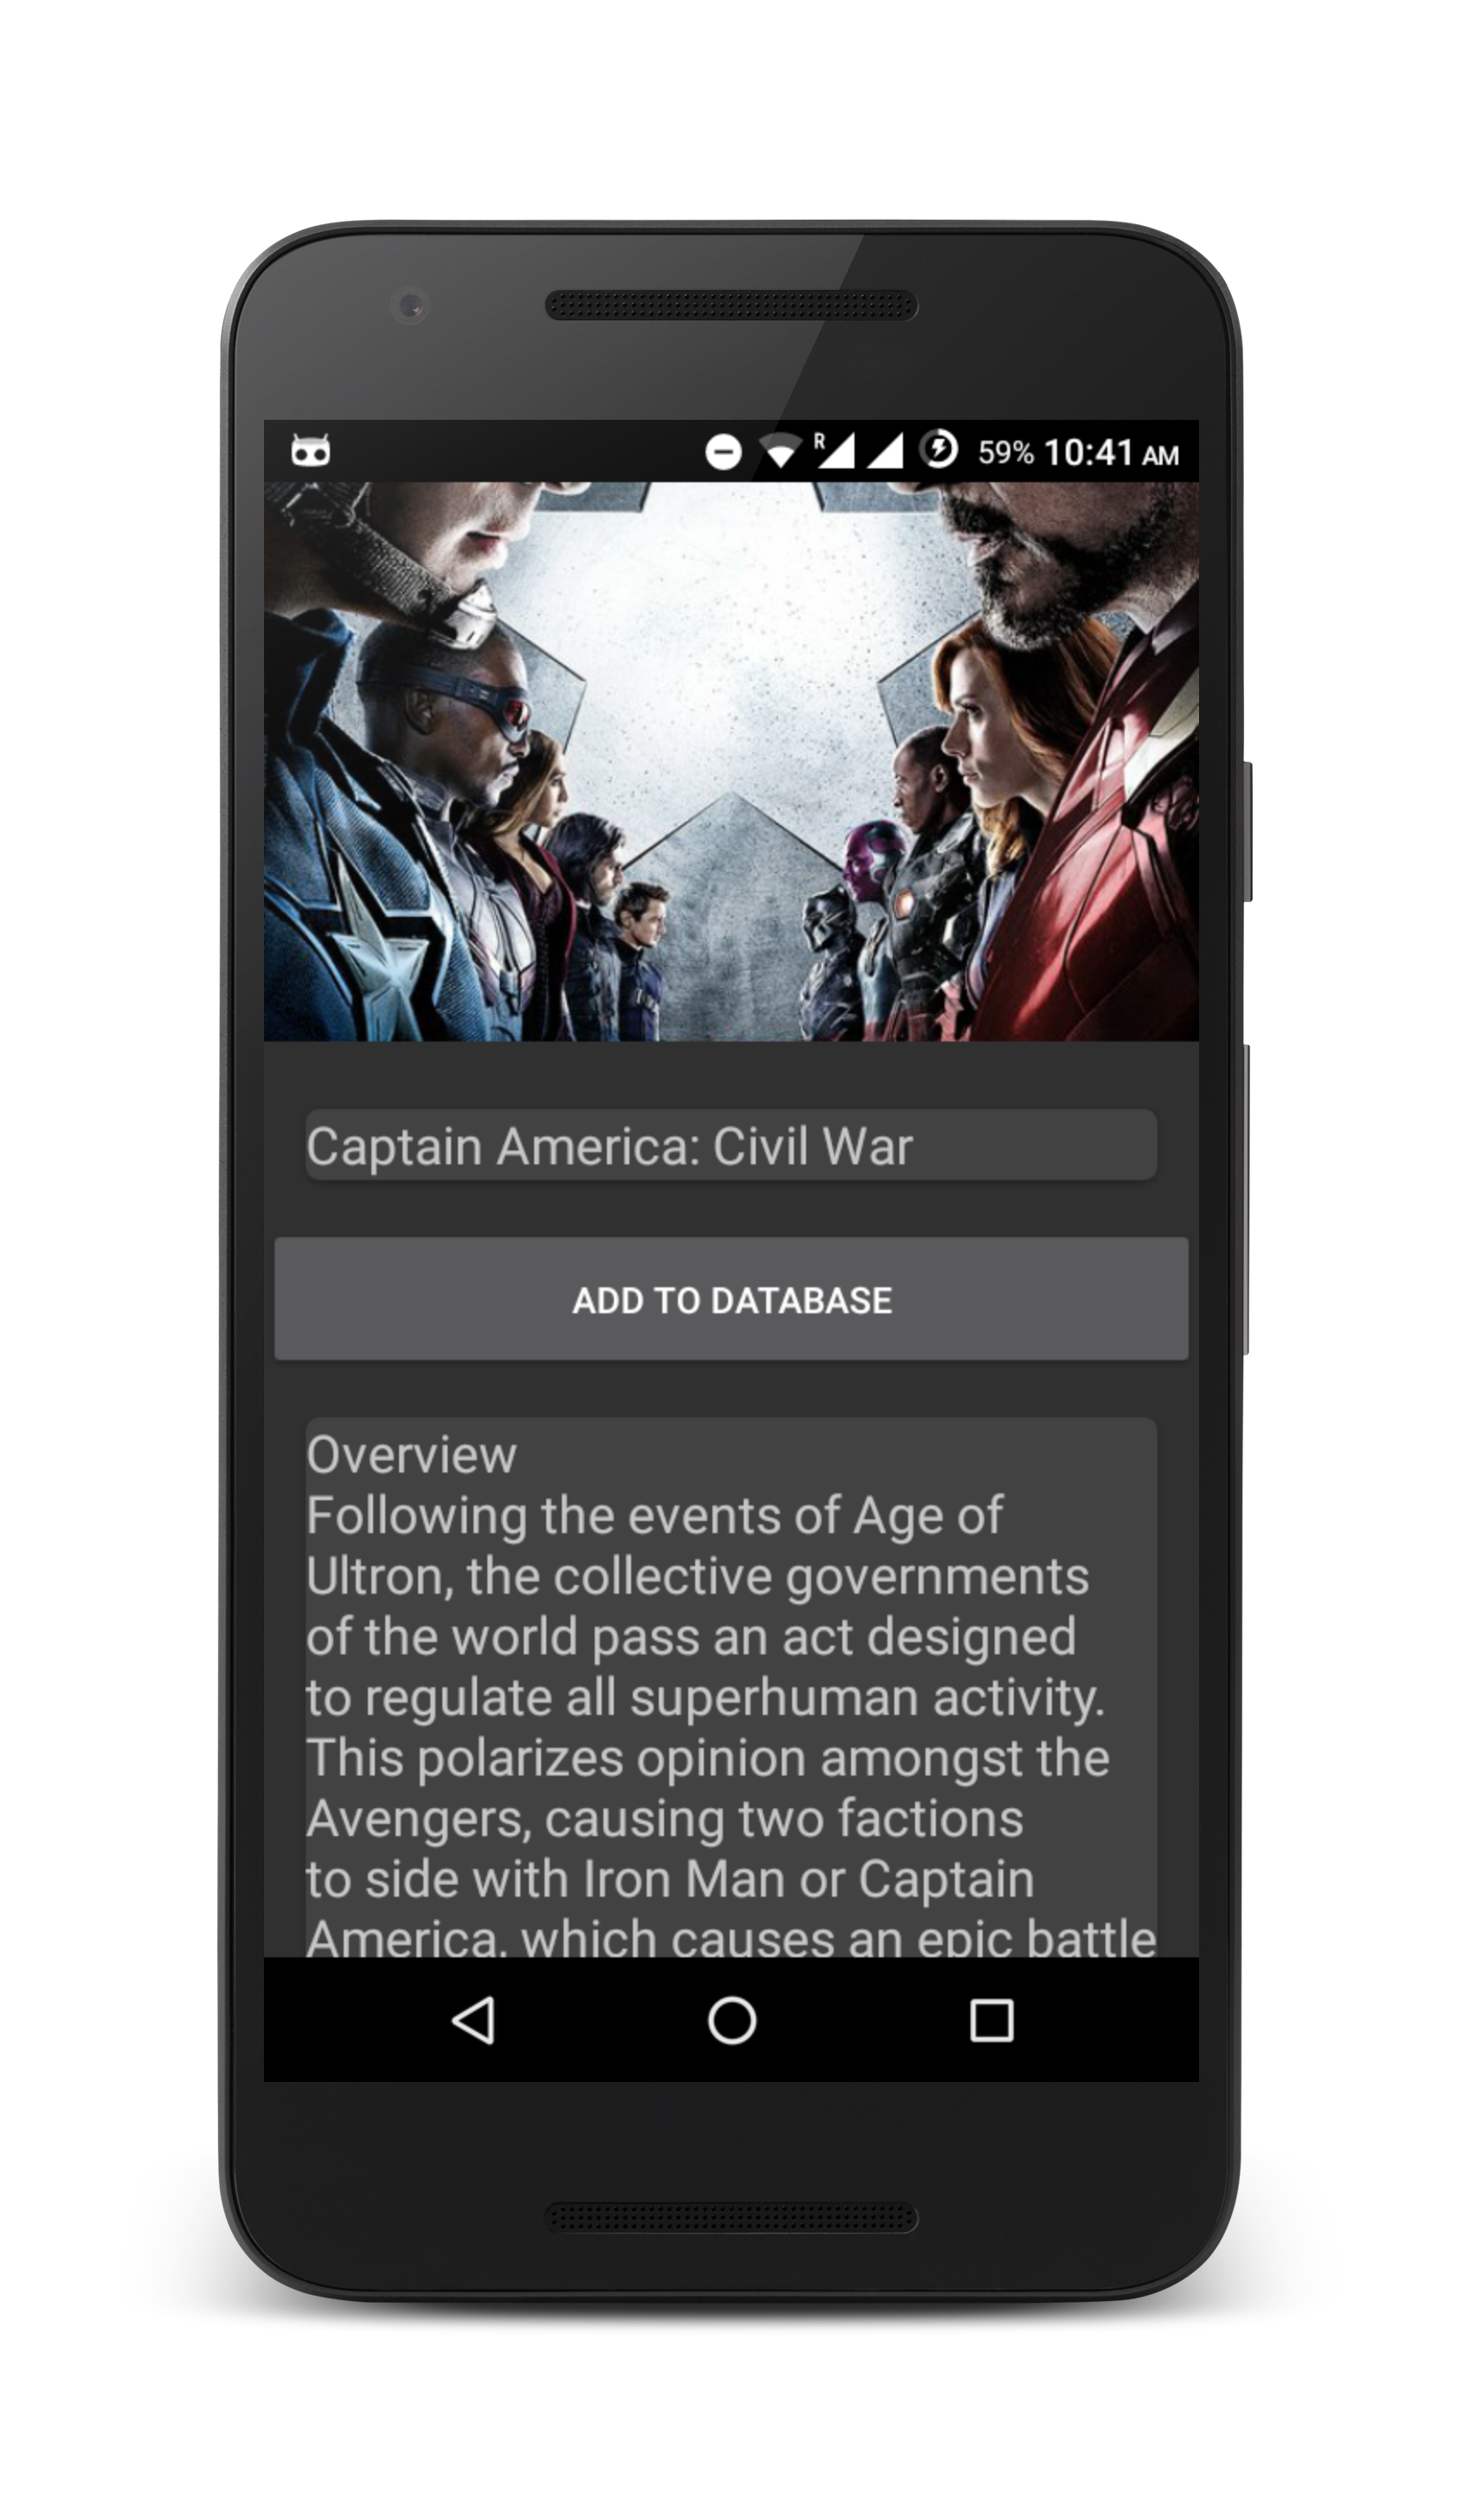 R 59% 10:41 AM
Captain America: Civil War
ADD TO DATABASE
Overview
Following the events of Age of
Ultron, the collective governments
of the world pass an act designed
to regulate all superhuman activity.
This polarizes opinion amongst the
Avengers, causing two factions
to side with Iron Man or Captain
America, which causes an epic battle